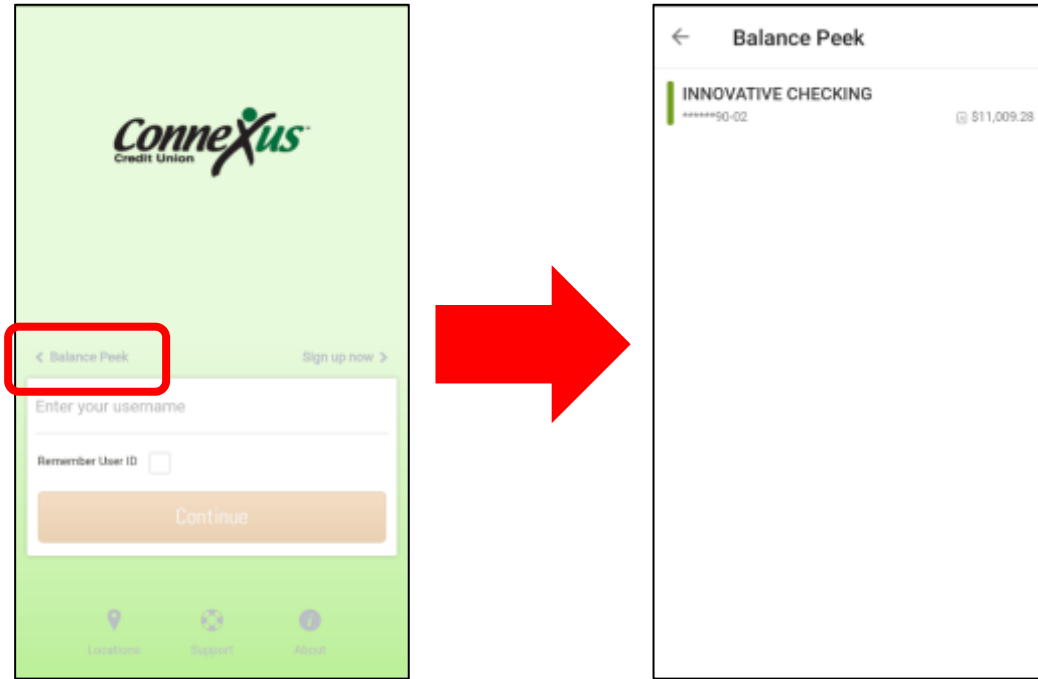 Connexus™
Credit Union
< Balance Peek
Sign up now >
Enter your username
Remember User ID
Continue
Locations
Support
About
Balance Peek
INNOVATIVE CHECKING
******90-02
$11,009.28